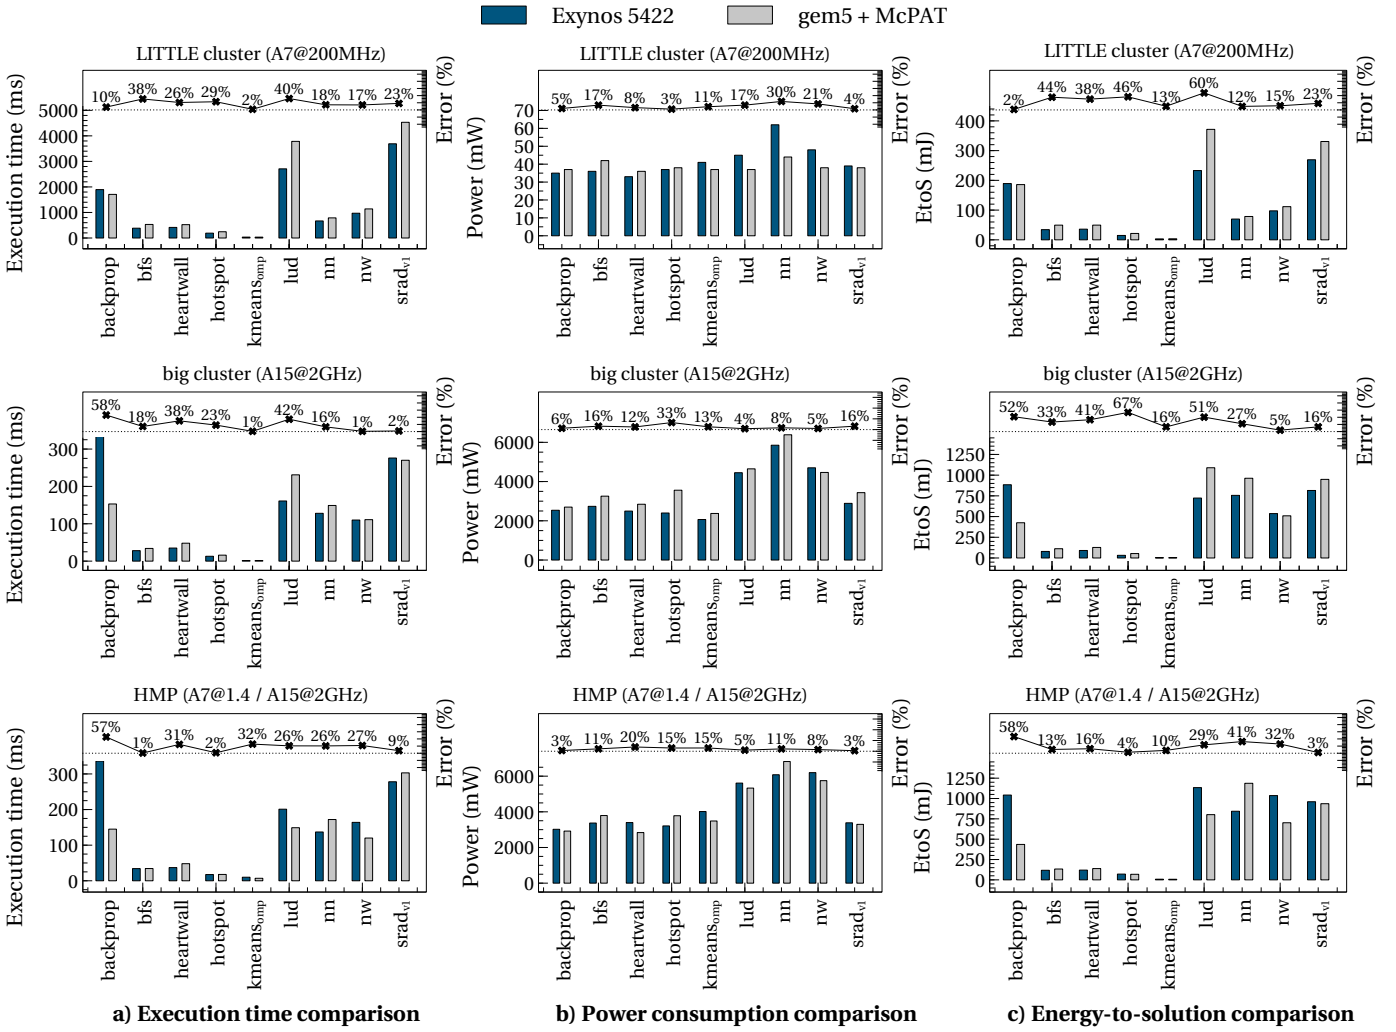 Exynos 5422
gem5 + McPAT
LITTLE cluster (A7@200MHz)
Execution time (ms)
5000
4000
3000
2000
1000
0
10% 38% 26% 29% 2% 40% 18% 17% 23%
Error (%)
backprop bfs heartwall hotspot kmeansomp lud nn nw sradv1
LITTLE cluster (A7@200MHz)
Power (mW)
70
60
50
40
30
20
10
0
5% 17% 8% 3% 11% 17% 30% 21% 4%
Error (%)
backprop bfs heartwall hotspot kmeansomp lud nn nw sradv1
LITTLE cluster (A7@200MHz)
EtoS (mJ)
400
300
200
100
0
2% 44% 38% 46% 13% 60% 12% 15% 23%
Error (%)
backprop bfs heartwall hotspot kmeansomp lud nn nw sradv1
big cluster (A15@2GHz)
Execution time (ms)
300
200
100
0
58% 18% 38% 23% 1% 42% 16% 1% 2%
Error (%)
backprop bfs heartwall hotspot kmeansomp lud nn nw sradv1
big cluster (A15@2GHz)
Power (mW)
6000
4000
2000
0
6% 16% 12% 33% 13% 4% 8% 5% 16%
Error (%)
backprop bfs heartwall hotspot kmeansomp lud nn nw sradv1
big cluster (A15@2GHz)
EtoS (mJ)
1250
1000
750
500
250
0
52% 33% 41% 67% 16% 51% 27% 5% 16%
Error (%)
backprop bfs heartwall hotspot kmeansomp lud nn nw sradv1
HMP (A7@1.4 / A15@2GHz)
Execution time (ms)
300
200
100
0
57% 1% 31% 2% 32% 26% 26% 27% 9%
Error (%)
backprop bfs heartwall hotspot kmeansomp lud nn nw sradv1
HMP (A7@1.4 / A15@2GHz)
Power (mW)
6000
4000
2000
0
3% 11% 20% 15% 15% 5% 11% 8% 3%
Error (%)
backprop bfs heartwall hotspot kmeansomp lud nn nw sradv1
HMP (A7@1.4 / A15@2GHz)
EtoS (mJ)
1250
1000
750
500
250
0
58% 13% 16% 4% 10% 29% 41% 32% 3%
Error (%)
backprop bfs heartwall hotspot kmeansomp lud nn nw sradv1
a) Execution time comparison
b) Power consumption comparison
c) Energy-to-solution comparison